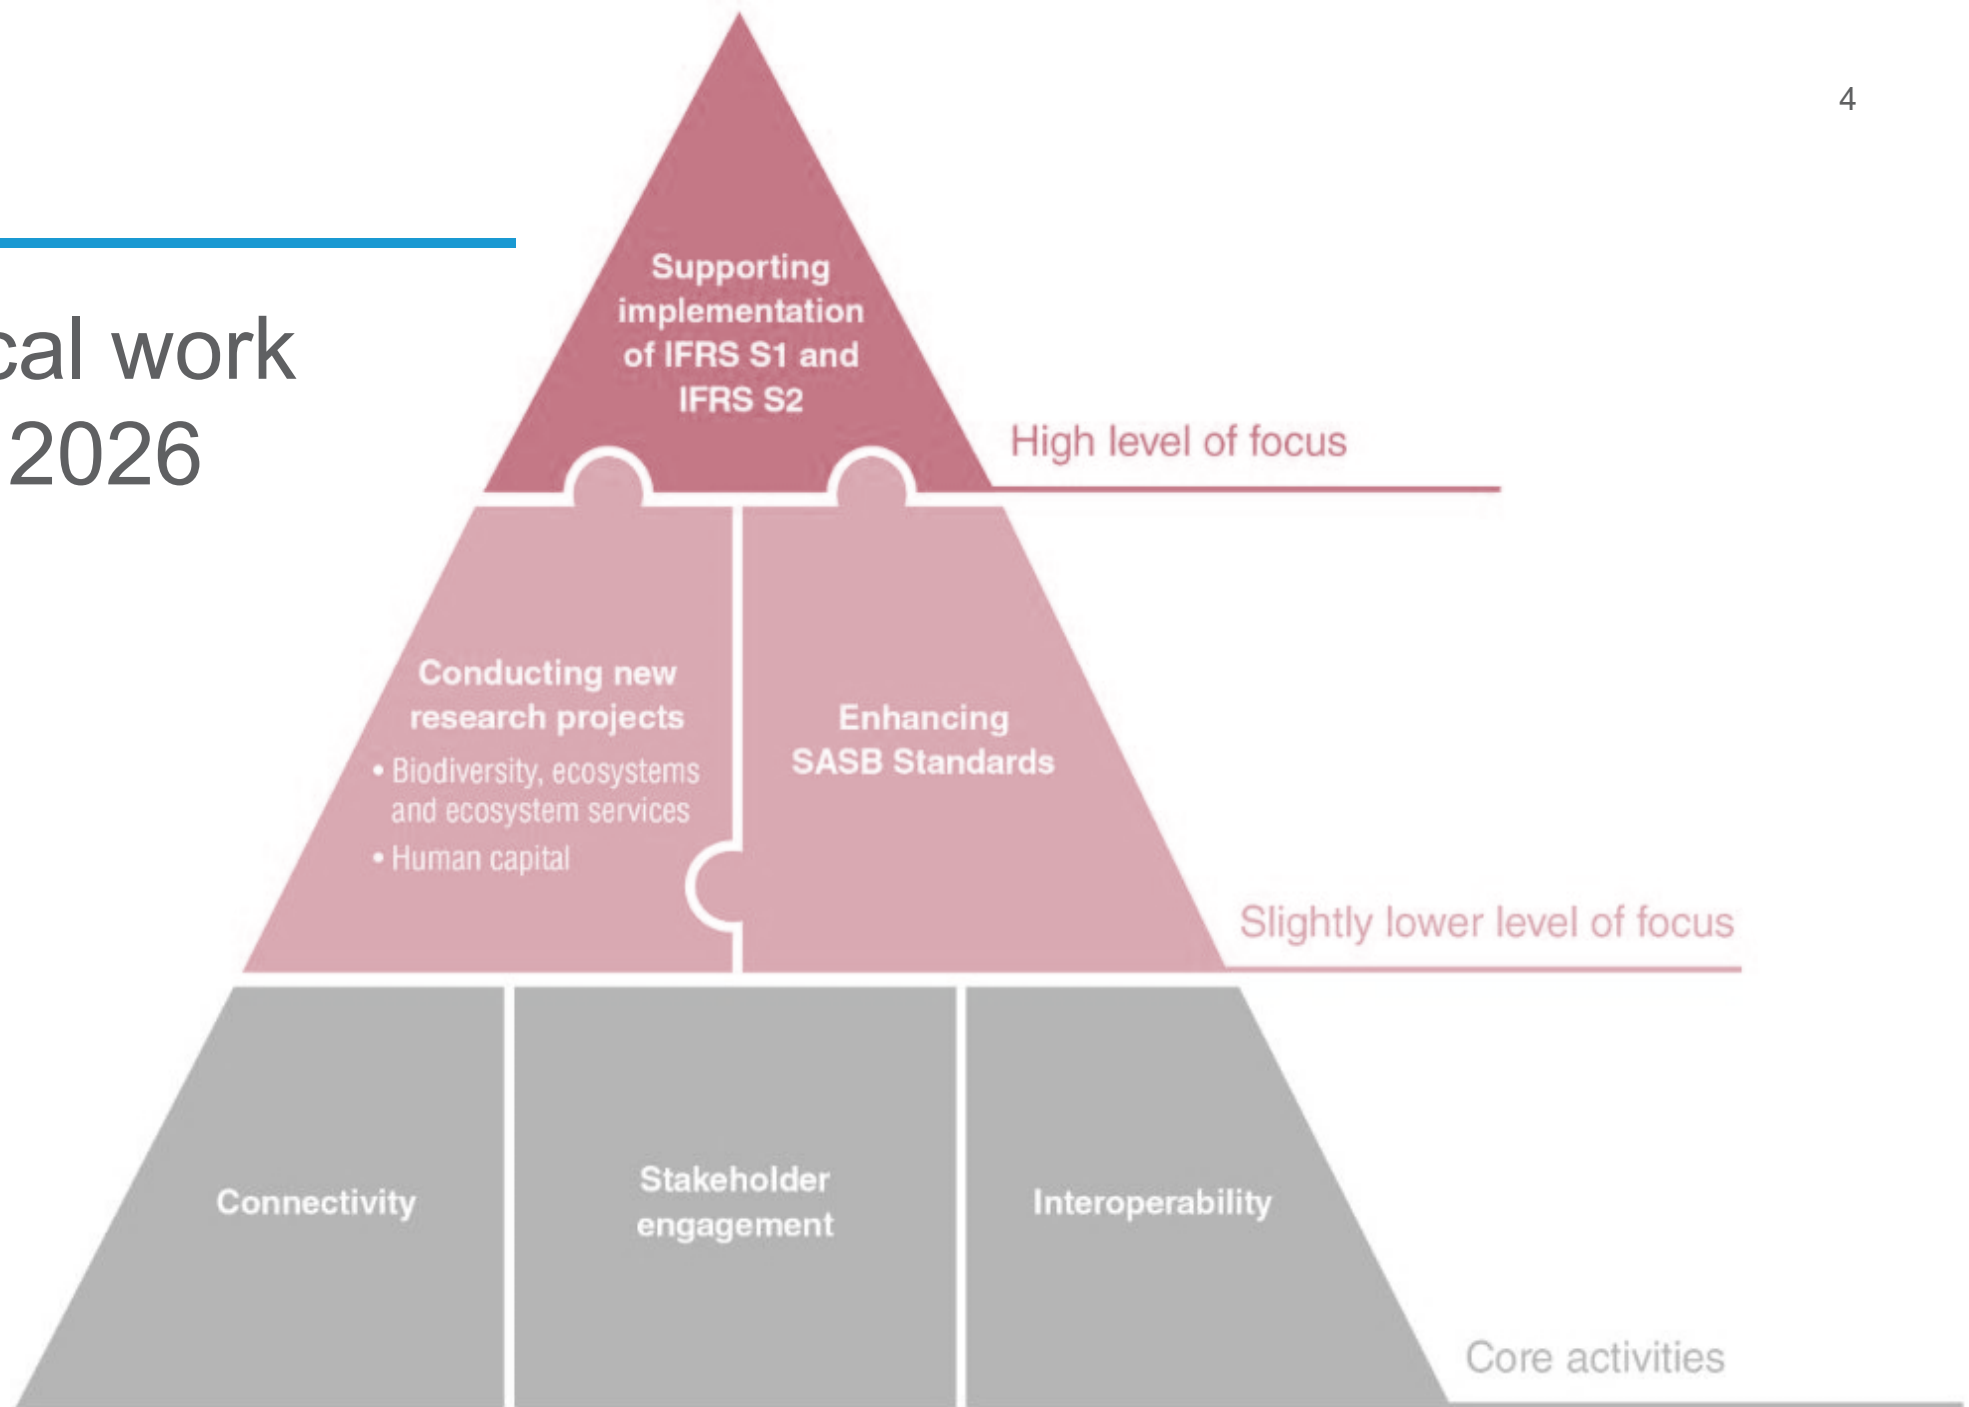 4
cal work
2026
Supporting
implementation
of IFRS S1 and
IFRS S2
High level of focus
Conducting new
research projects
• Biodiversity, ecosystems
and ecosystem services
• Human capital
Enhancing
SASB Standards
Slightly lower level of focus
Connectivity
Stakeholder
engagement
Interoperability
Core activities